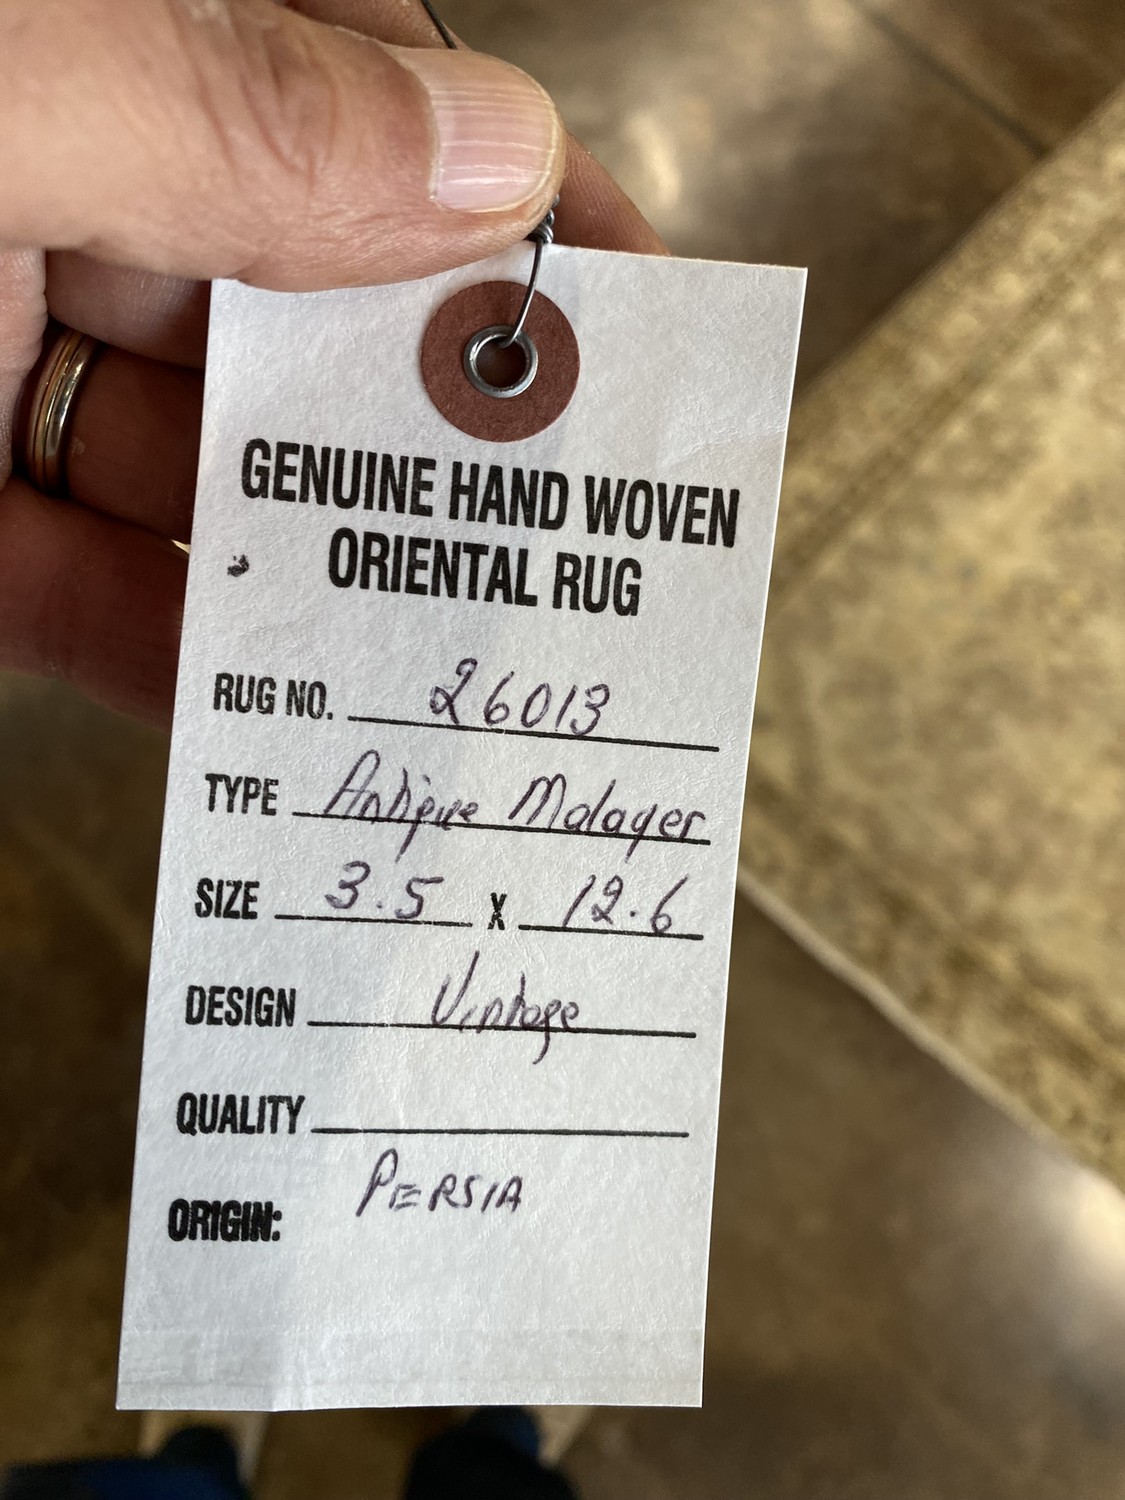 GENUINE HAND WOVEN
ORIENTAL RUG
RUG NO. 26013
TYPE Antique Malayer
SIZE 3.5 X 12.6
DESIGN Vintage
QUALITY
ORIGIN: PERSIA